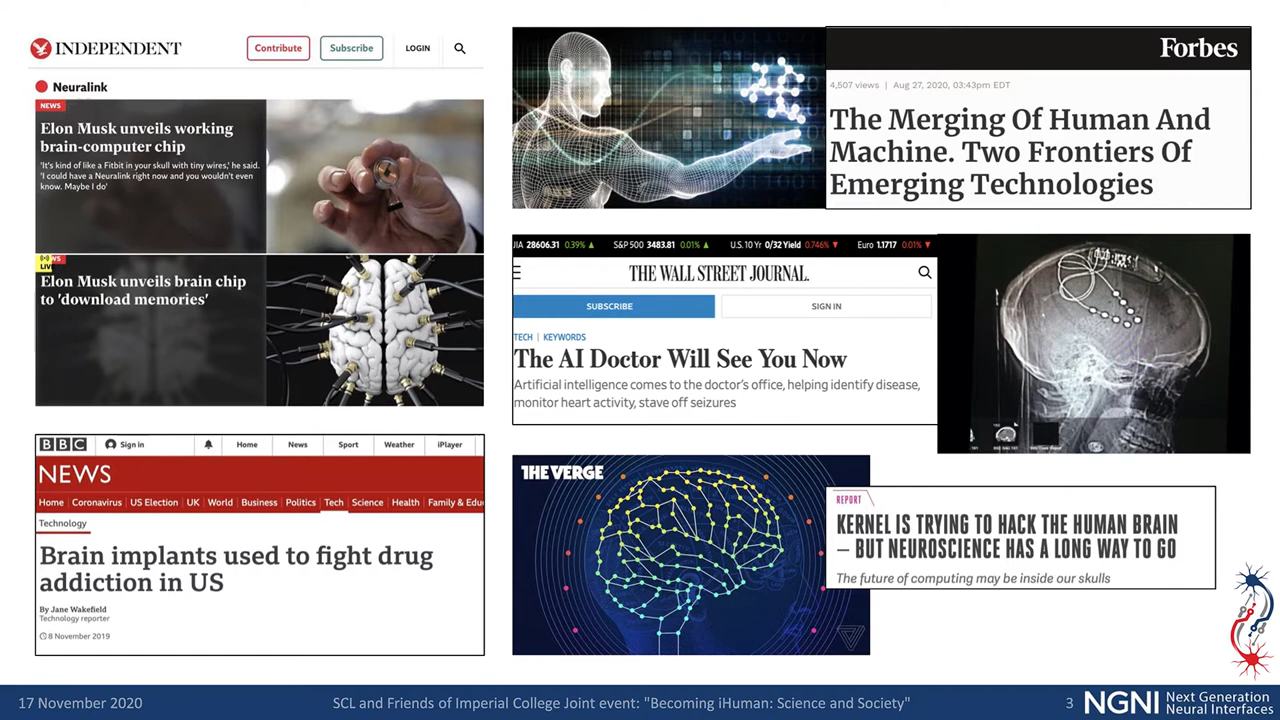 INDEPENDENT
Contribute
Subscribe
LOGIN
Neuralink
NEWS
Elon Musk unveils working
brain-computer chip
'It's kind of like a Fitbit in your skull with tiny wires,' he said.
'I could have a Neuralink right now and you wouldn't even
know. Maybe I do'
Elon Musk unveils brain chip
to 'download memories'
BBC
Sign in
Home
News
Sport
Weather
iPlayer
NEWS
Home
Coronavirus
US Election
UK
World
Business
Politics
Tech
Science
Health
Family & Edu
Technology
Brain implants used to fight drug
addiction in US
By Jane Wakefield
Technology reporter
8 November 2019
Forbes
4,507 views | Aug 27, 2020, 03:43pm EDT
The Merging Of Human And
Machine. Two Frontiers Of
Emerging Technologies
JIA 28606.31 0.39% ▲ S&P 500 3483.81 0.01% ▲ U.S. 10 Yr 0/32 Yield 0.746% ▼ Euro 1.1717 0.01% ▼
THE WALL STREET JOURNAL.
SUBSCRIBE
SIGN IN
TECH | KEYWORDS
The AI Doctor Will See You Now
Artificial intelligence comes to the doctor's office, helping identify disease,
monitor heart activity, stave off seizures
THE VERGE
REPORT
KERNEL IS TRYING TO HACK THE HUMAN BRAIN
— BUT NEUROSCIENCE HAS A LONG WAY TO GO
The future of computing may be inside our skulls
17 November 2020
SCL and Friends of Imperial College Joint event: "Becoming iHuman: Science and Society"
3
NGNI
Next Generation
Neural Interfaces